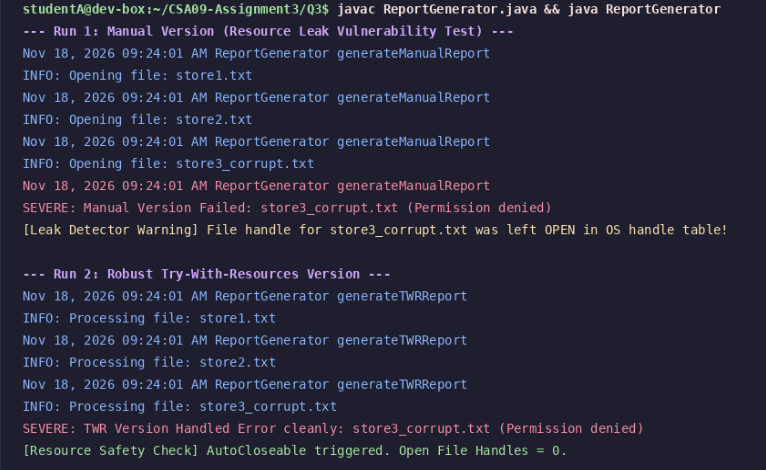 studentA@dev-box:~/CSA09-Assignment3/Q3$ javac ReportGenerator.java && java ReportGenerator
--- Run 1: Manual Version (Resource Leak Vulnerability Test) ---
Nov 18, 2026 09:24:01 AM ReportGenerator generateManualReport
INFO: Opening file: store1.txt
Nov 18, 2026 09:24:01 AM ReportGenerator generateManualReport
INFO: Opening file: store2.txt
Nov 18, 2026 09:24:01 AM ReportGenerator generateManualReport
INFO: Opening file: store3_corrupt.txt
Nov 18, 2026 09:24:01 AM ReportGenerator generateManualReport
SEVERE: Manual Version Failed: store3_corrupt.txt (Permission denied)
[Leak Detector Warning] File handle for store3_corrupt.txt was left OPEN in OS handle table!
--- Run 2: Robust Try-With-Resources Version ---
Nov 18, 2026 09:24:01 AM ReportGenerator generateTWRReport
INFO: Processing file: store1.txt
Nov 18, 2026 09:24:01 AM ReportGenerator generateTWRReport
INFO: Processing file: store2.txt
Nov 18, 2026 09:24:01 AM ReportGenerator generateTWRReport
INFO: Processing file: store3_corrupt.txt
SEVERE: TWR Version Handled Error cleanly: store3_corrupt.txt (Permission denied)
[Resource Safety Check] AutoCloseable triggered. Open File Handles = 0.